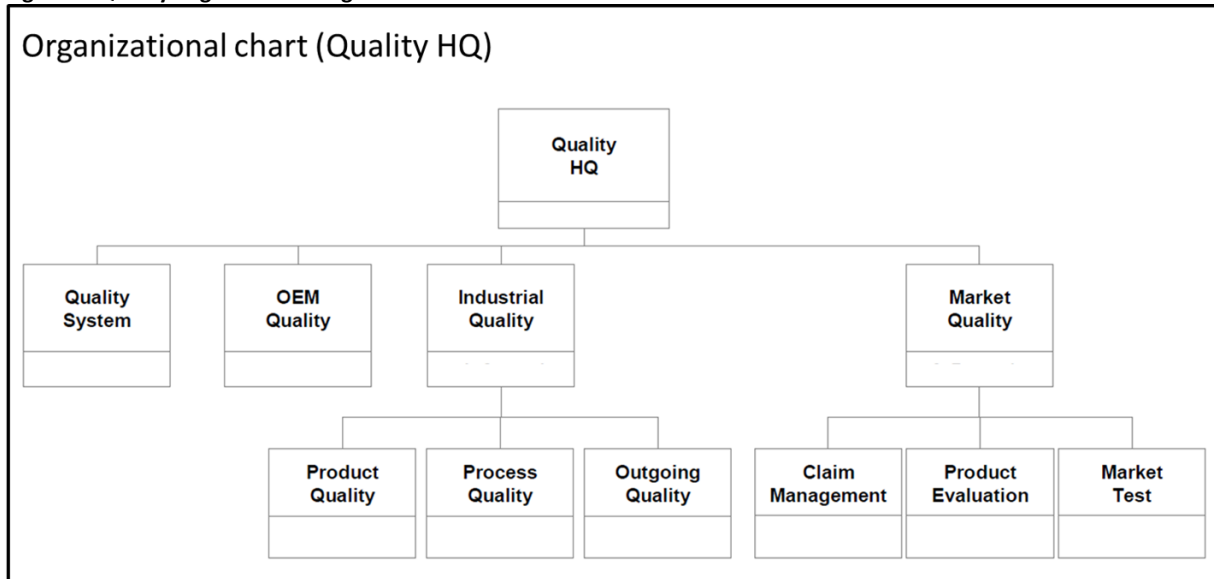 Organizational chart (Quality HQ)
Quality
HQ
Quality
System
OEM
Quality
Industrial
Quality
Market
Quality
Product
Quality
Process
Quality
Outgoing
Quality
Claim
Management
Product
Evaluation
Market
Test